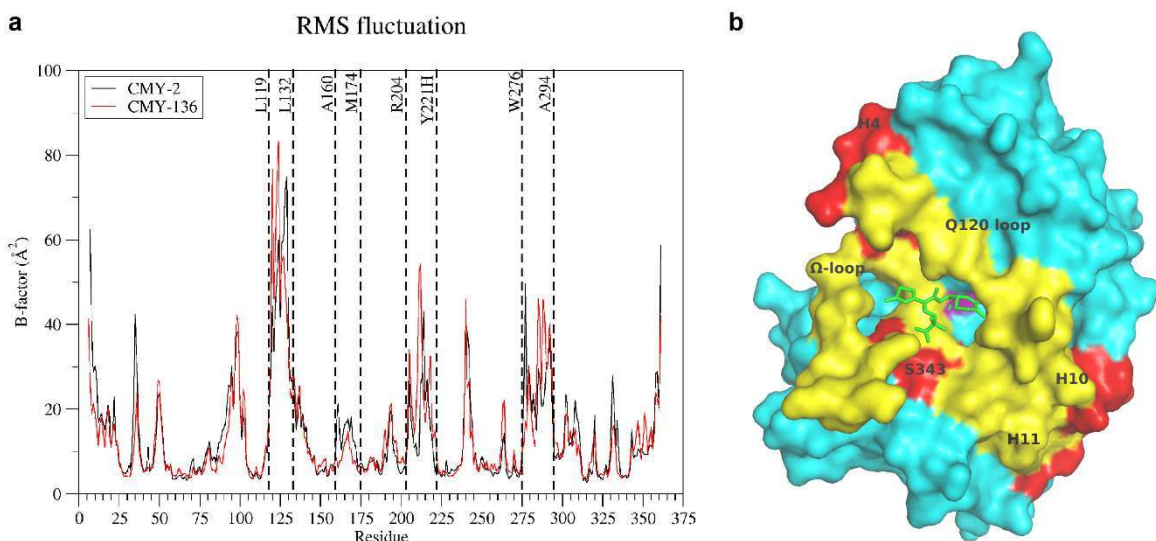 a
RMS fluctuation
B-factor (Å²)
100
80
60
40
20
0
CMY-2
CMY-136
L119
L132
A160
M174
R204
Y221H
W276
A294
0 25 50 75 100 125 150 175 200 225 250 275 300 325 350 375
Residue
b
H4
Q120 loop
Ω-loop
S343
H10
H11